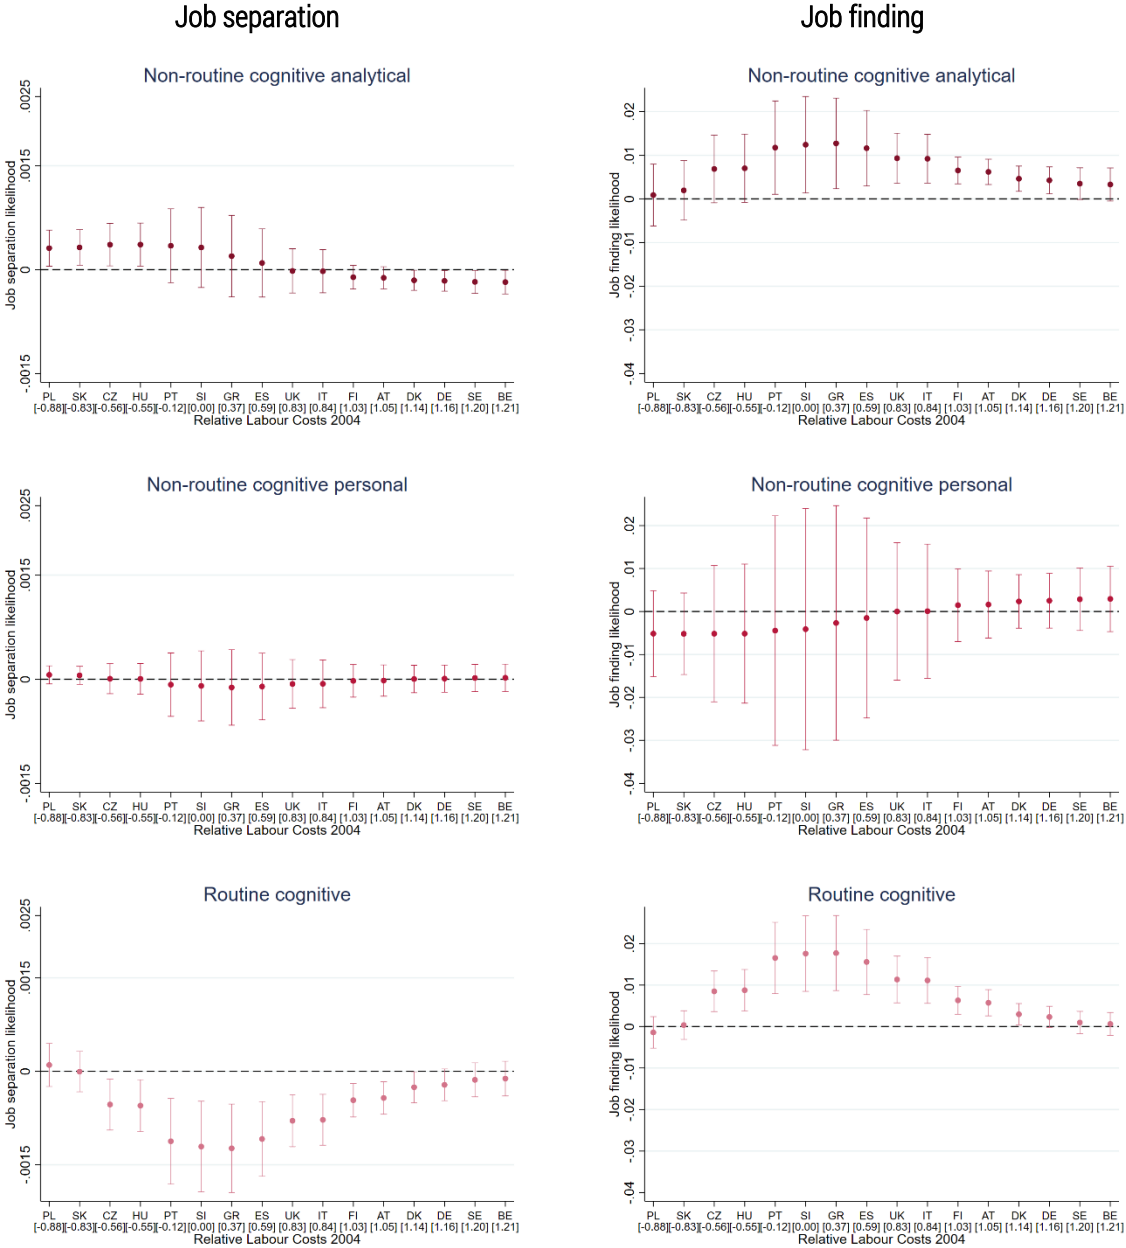 Job separation
Job finding
Non-routine cognitive analytical
Job separation likelihood
.0025
.0015
0
-.0015
PL SK CZ HU PT SI GR ES UK IT FI AT DK DE SE BE
[-0.88][-0.83][-0.56][-0.55][-0.12][0.00] [0.37] [0.59] [0.83] [0.84] [1.03] [1.05] [1.14] [1.16] [1.20] [1.21]
Relative Labour Costs 2004
Non-routine cognitive analytical
Job finding likelihood
.02
.01
0
-.01
-.02
-.03
-.04
PL SK CZ HU PT SI GR ES UK IT FI AT DK DE SE BE
[-0.88][-0.83][-0.56][-0.55][-0.12][0.00] [0.37] [0.59] [0.83] [0.84] [1.03] [1.05] [1.14] [1.16] [1.20] [1.21]
Relative Labour Costs 2004
Non-routine cognitive personal
Job separation likelihood
.0025
.0015
0
-.0015
PL SK CZ HU PT SI GR ES UK IT FI AT DK DE SE BE
[-0.88][-0.83][-0.56][-0.55][-0.12][0.00] [0.37] [0.59] [0.83] [0.84] [1.03] [1.05] [1.14] [1.16] [1.20] [1.21]
Relative Labour Costs 2004
Non-routine cognitive personal
Job finding likelihood
.02
.01
0
-.01
-.02
-.03
-.04
PL SK CZ HU PT SI GR ES UK IT FI AT DK DE SE BE
[-0.88][-0.83][-0.56][-0.55][-0.12][0.00] [0.37] [0.59] [0.83] [0.84] [1.03] [1.05] [1.14] [1.16] [1.20] [1.21]
Relative Labour Costs 2004
Routine cognitive
Job separation likelihood
.0025
.0015
0
-.0015
PL SK CZ HU PT SI GR ES UK IT FI AT DK DE SE BE
[-0.88][-0.83][-0.56][-0.55][-0.12][0.00] [0.37] [0.59] [0.83] [0.84] [1.03] [1.05] [1.14] [1.16] [1.20] [1.21]
Relative Labour Costs 2004
Routine cognitive
Job finding likelihood
.02
.01
0
-.01
-.02
-.03
-.04
PL SK CZ HU PT SI GR ES UK IT FI AT DK DE SE BE
[-0.88][-0.83][-0.56][-0.55][-0.12][0.00] [0.37] [0.59] [0.83] [0.84] [1.03] [1.05] [1.14] [1.16] [1.20] [1.21]
Relative Labour Costs 2004